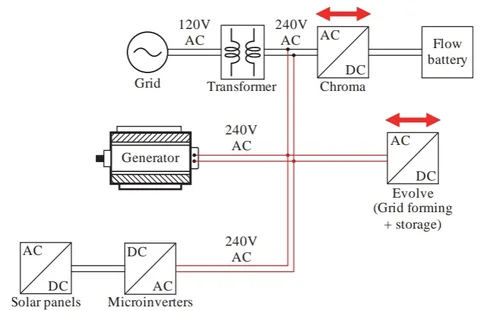 120V
AC
240V
AC
AC
DC
Flow
battery
Grid
Transformer
Chroma
Generator
240V
AC
AC
DC
Evolve
(Grid forming
+ storage)
AC
DC
DC
AC
240V
AC
Solar panels
Microinverters